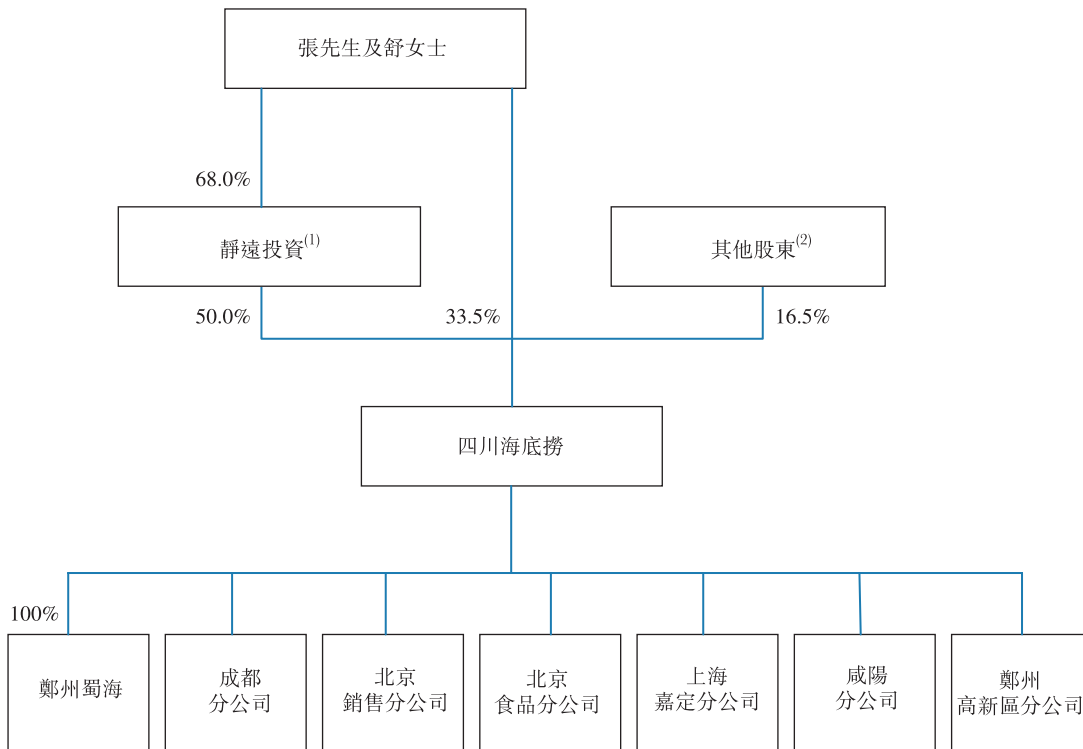 張先生及舒女士
68.0%
靜遠投資(1)
其他股東(2)
50.0%
33.5%
16.5%
四川海底撈
100%
鄭州蜀海
成都
分公司
北京
銷售分公司
北京
食品分公司
上海
嘉定分公司
咸陽
分公司
鄭州
高新區分公司